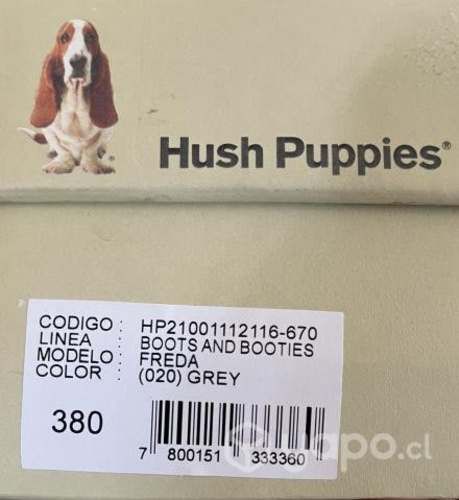 Hush Puppies®
CODIGO : HP21001112116-670
LINEA : BOOTS AND BOOTIES
MODELO : FREDA
COLOR : (020) GREY
380
7 800151 333360
yapo.cl